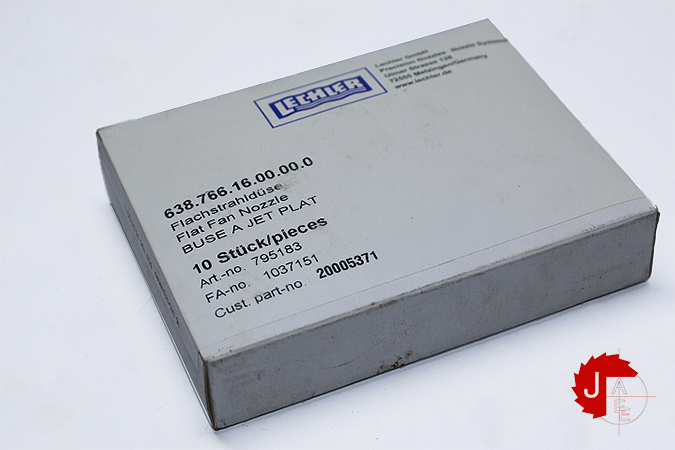 LECHLER
Lechler GmbH
Precision Nozzles · Nozzle Systems
Ulmer Strasse 128
72555 Metzingen/Germany
www.lechler.de
638.766.16.00.00.0
Flachstrahldüse
Flat Fan Nozzle
BUSE A JET PLAT
10 Stück/pieces
Art.-no. 795183
FA-no. 1037151
Cust. part-no. 20005371
J
A